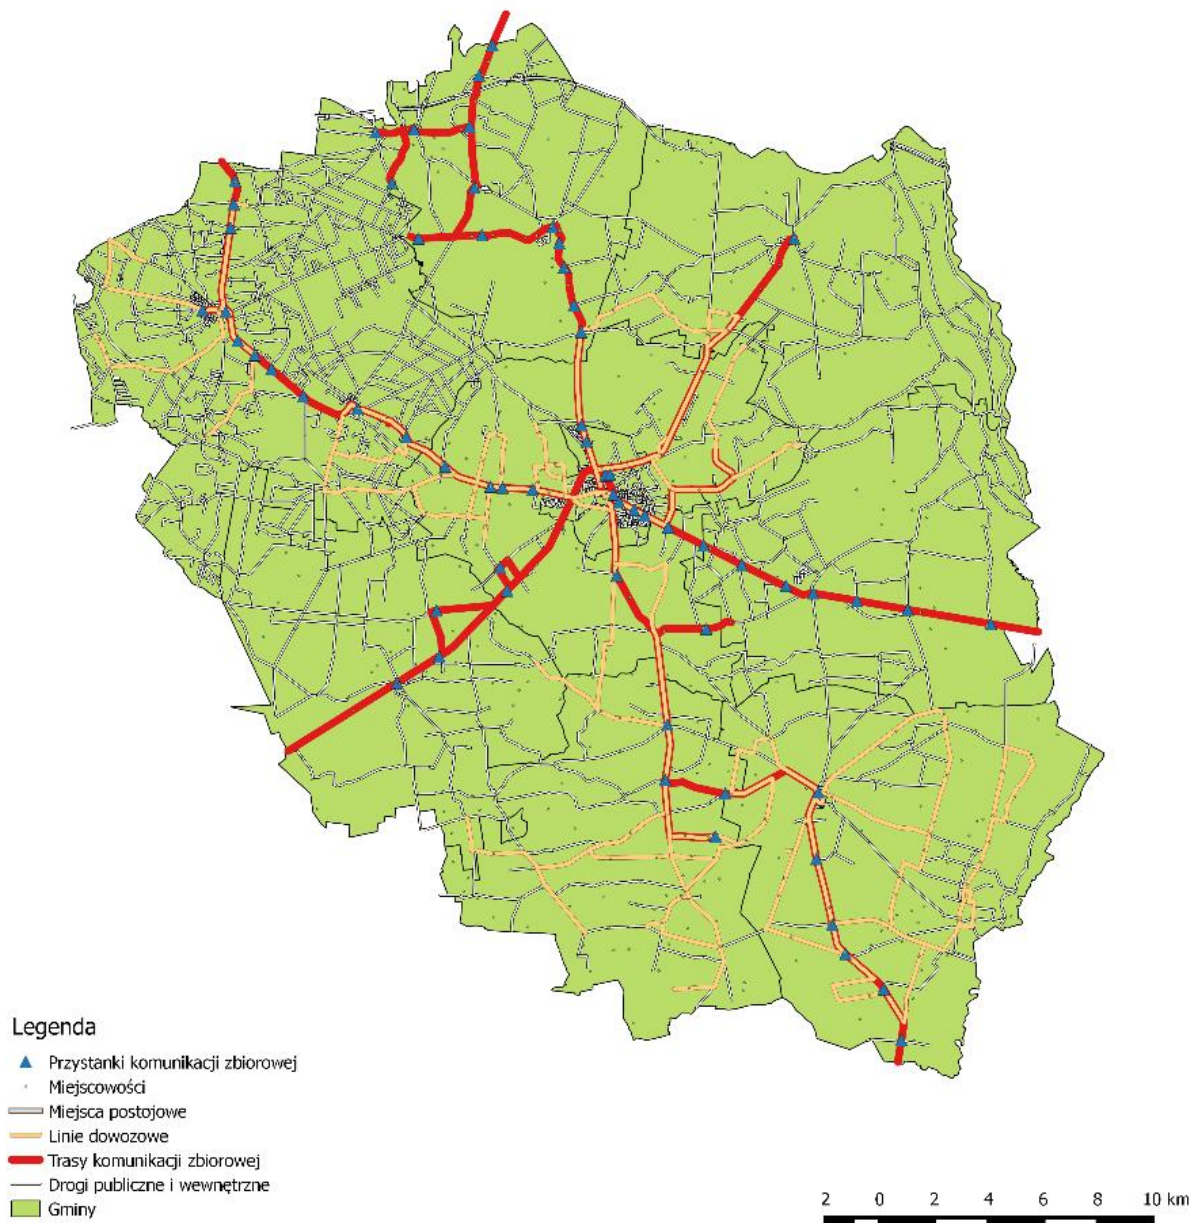 Legenda
Przystanki komunikacji zbiorowej
Miejscowości
Miejsca postojowe
Linie dowozowe
Trasy komunikacji zbiorowej
Drogi publiczne i wewnętrzne
Gminy
2 0 2 4 6 8 10 km